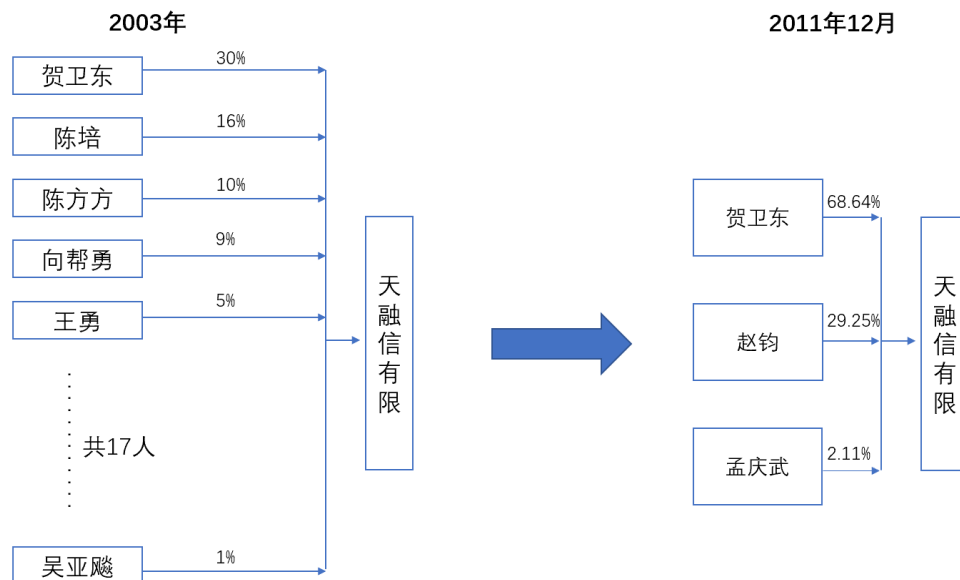 2003年
贺卫东
30%
陈培
16%
陈方方
10%
向帮勇
9%
王勇
5%
共17人
吴亚飚
1%
天融信有限
2011年12月
贺卫东
68.64%
赵钧
29.25%
孟庆武
2.11%
天融信有限